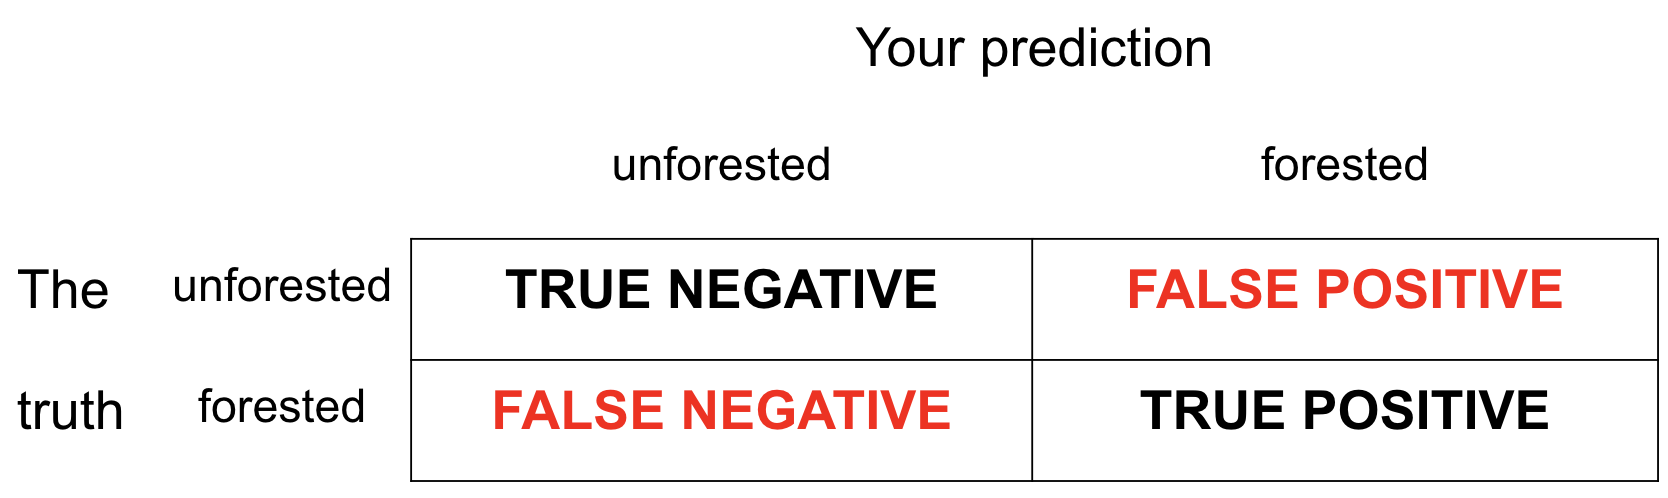 Your prediction
unforested forested
The unforested TRUE NEGATIVE FALSE POSITIVE
truth forested FALSE NEGATIVE TRUE POSITIVE